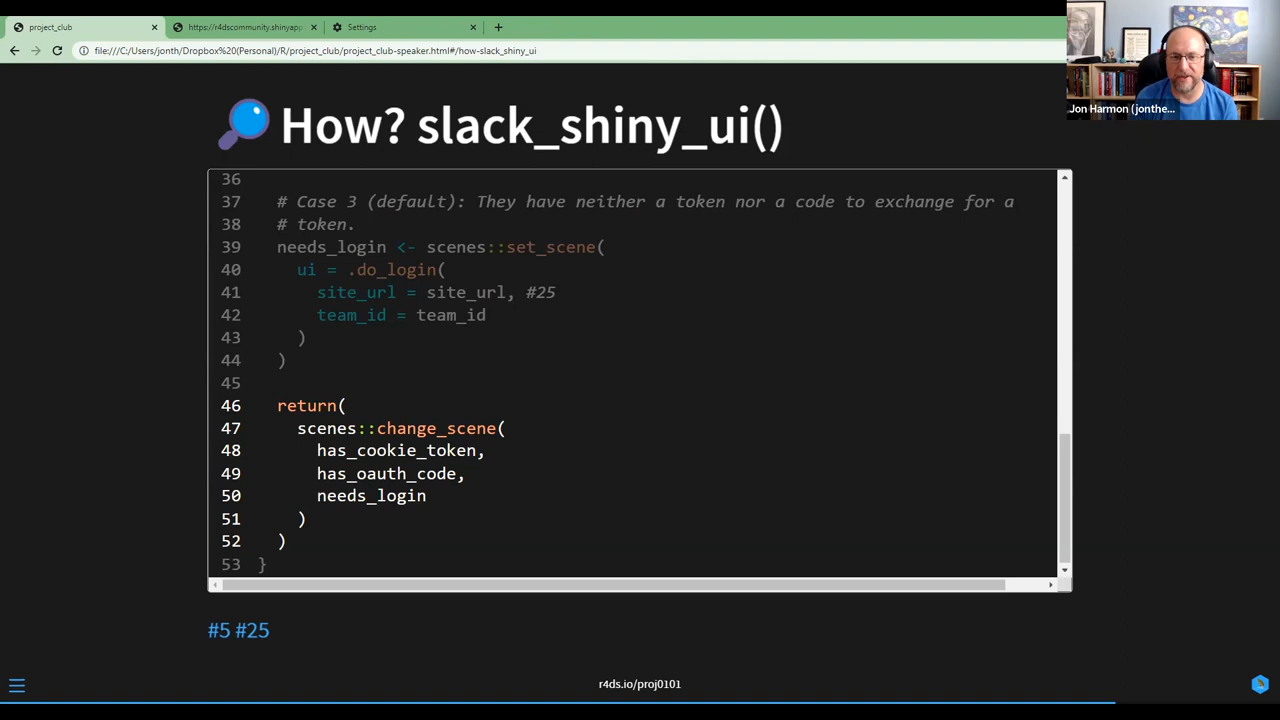 project_club
https://r4dscommunity.shinyapp
Settings
file:///C:/Users/jonth/Dropbox%20(Personal)/R/project_club/project_club-speaker.html#/how-slack_shiny_ui
Jon Harmon (jonthe...
How? slack_shiny_ui()
36
37 # Case 3 (default): They have neither a token nor a code to exchange for a
38 # token.
39 needs_login <- scenes::set_scene(
40 ui = .do_login(
41 site_url = site_url, #25
42 team_id = team_id
43 )
44 )
45
46 return(
47 scenes::change_scene(
48 has_cookie_token,
49 has_oauth_code,
50 needs_login
51 )
52 )
53 }
#5 #25
r4ds.io/proj0101